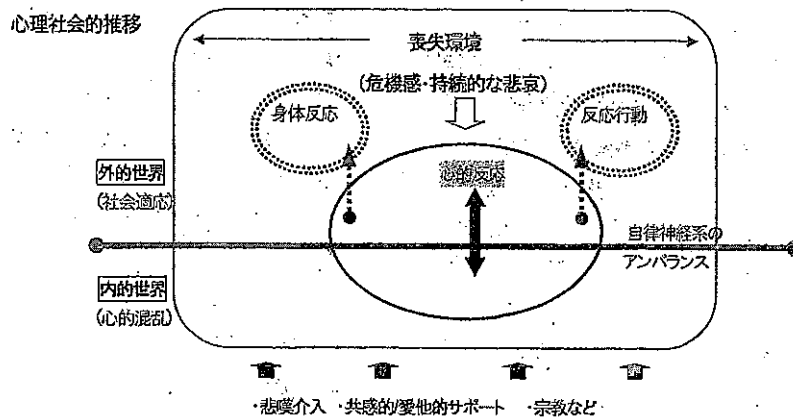 心理社会的推移
喪失環境
(危機感・持続的な悲哀)
身体反応
反応行動
心的反応
外的世界
(社会適応)
自律神経系の
アンバランス
内的世界
(心的混乱)
・悲嘆介入 ・共感的/愛他的サポート ・宗教など